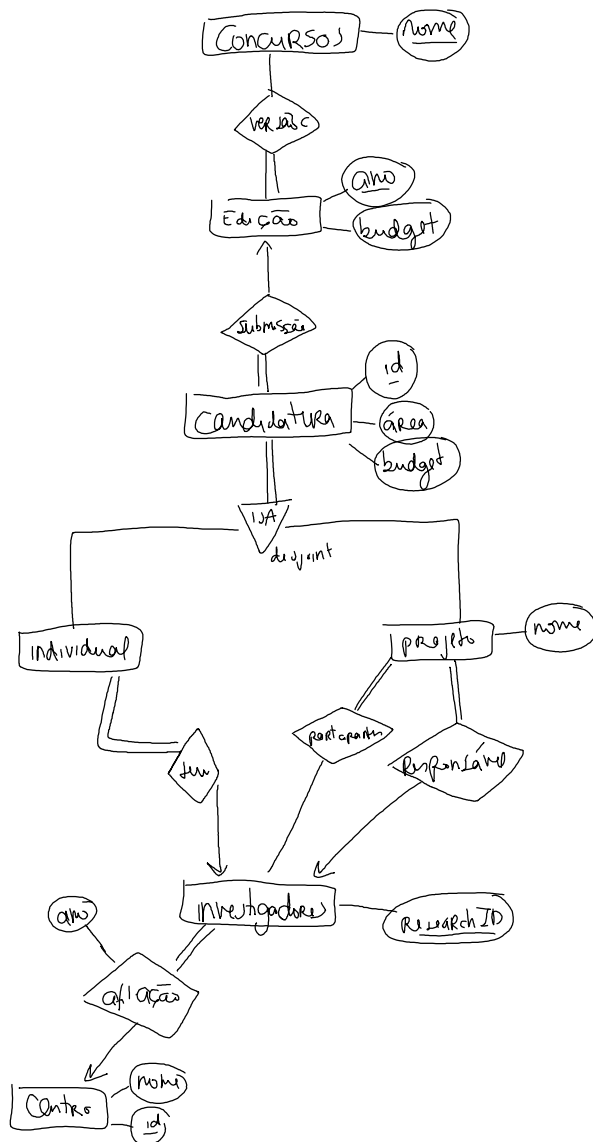 Concursos
nome
versãoC
ano
Edição
budget
submissão
id
Candidatura
área
budget
ISA
disjoint
individual
projeto
nome
participantes
Responsável
tem
investigadores
ResearchID
ano
afiliação
nome
Centro
id